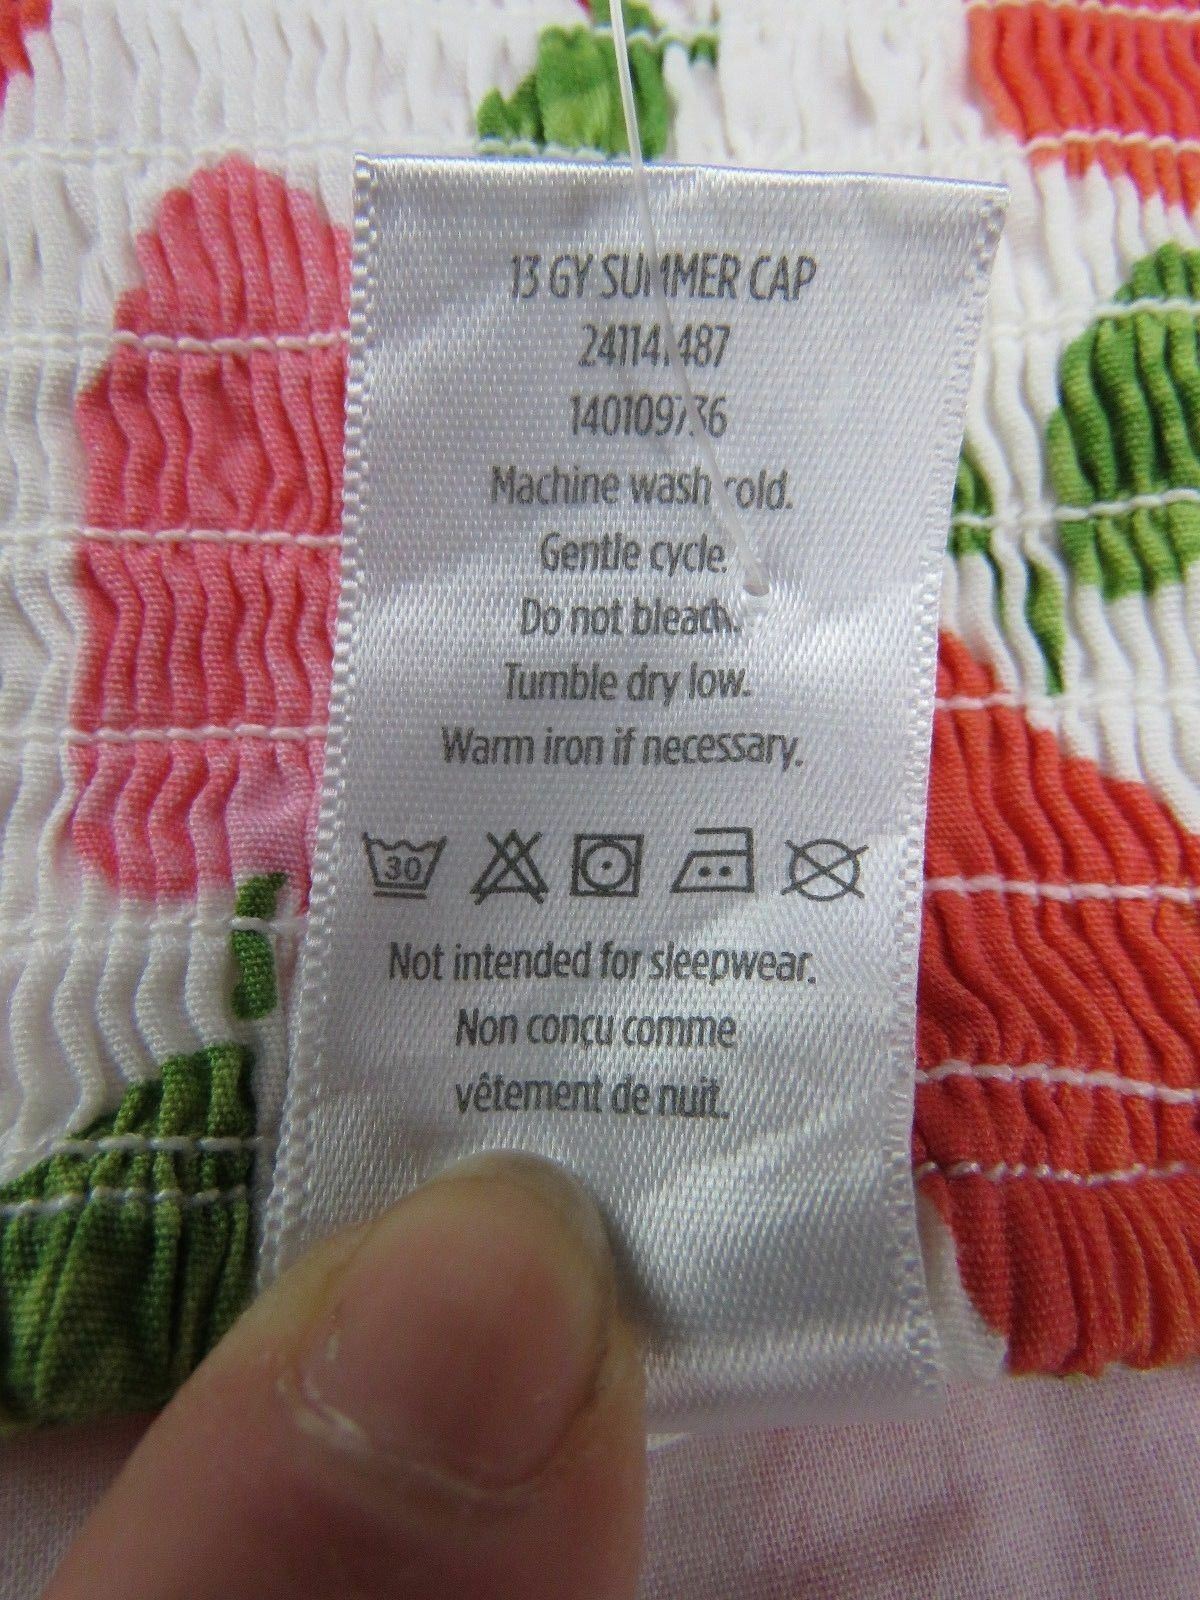 13 GY SUMMER CAP
140109736
Machine wash cold.
Gentle cycle.
Do not bleach.
Tumble dry low.
Warm iron if necessary.
30
Not intended for sleepwear.
Non conçu comme
vêtement de nuit.